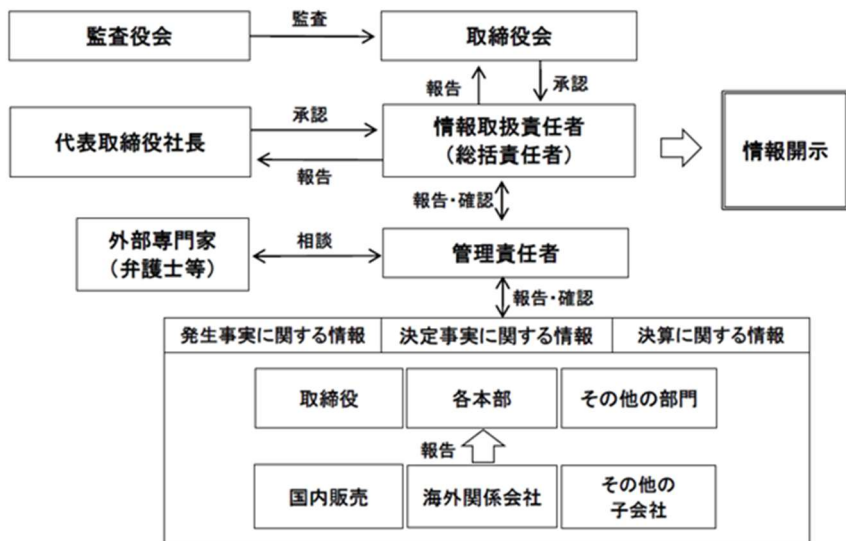 監査役会
監査
取締役会
報告
承認
代表取締役社長
承認
報告
情報取扱責任者
（総括責任者）
情報開示
報告・確認
外部専門家
（弁護士等）
相談
管理責任者
報告・確認
発生事実に関する情報
決定事実に関する情報
決算に関する情報
取締役
各本部
その他の部門
報告
国内販売
海外関係会社
その他の
子会社